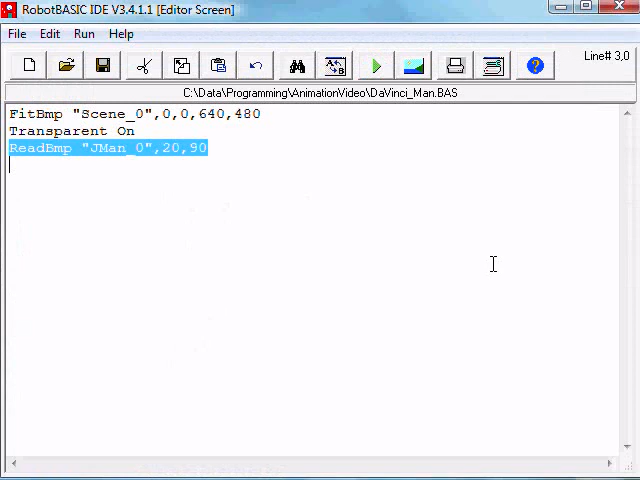 RobotBASIC IDE V3.4.1.1 [Editor Screen]
File Edit Run Help
Line# 3,0
C:\Data\Programming\AnimationVideo\DaVinci_Man.BAS
FitBmp "Scene_0",0,0,640,480
Transparent On
ReadBmp "JMan_0",20,90